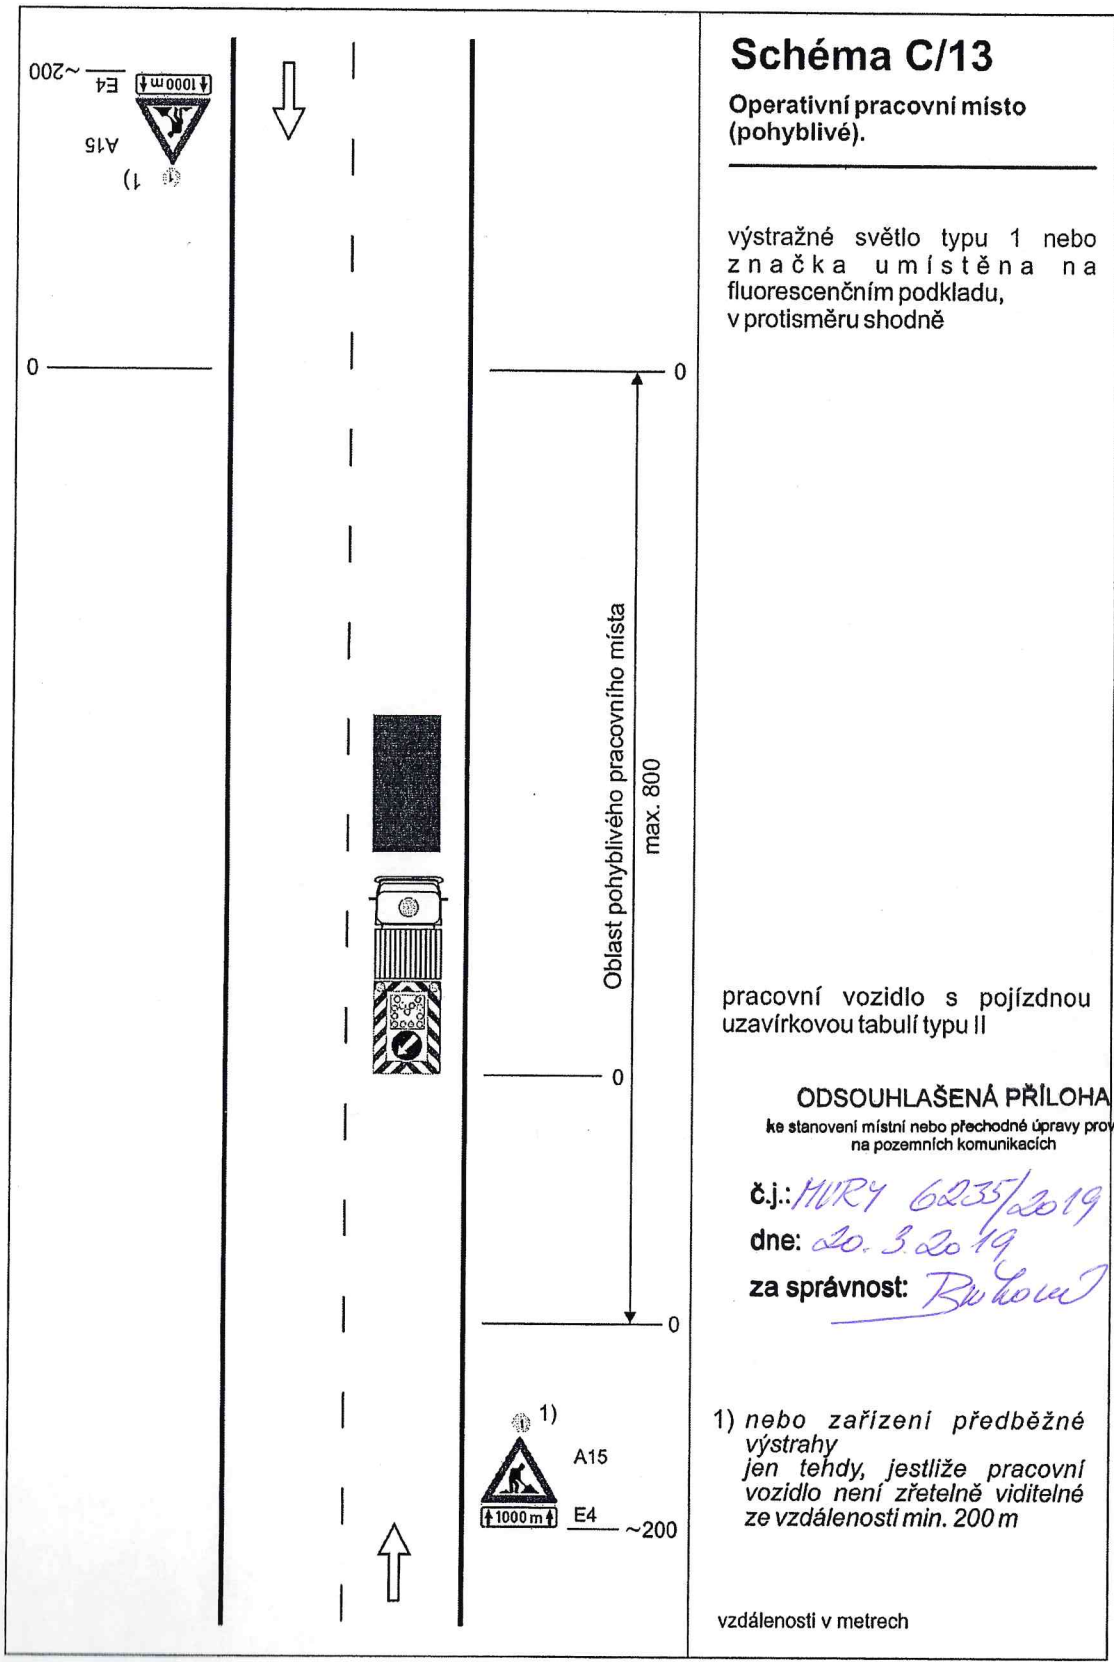 Schéma C/13
Operativní pracovní místo
(pohyblivé).
výstražné světlo typu 1 nebo
značka umístěna na
fluorescenčním podkladu,
v protisměru shodně
~200
E4
1000 m
A15
1)
1
0
0
Oblast pohyblivého pracovního místa
max. 800
0
0
pracovní vozidlo s pojízdnou
uzavírkovou tabulí typu II
ODSOUHLAŠENÁ PŘÍLOHA
ke stanovení místní nebo přechodné úpravy prov
na pozemních komunikacích
č.j.: MURY 6235/2019
dne: 20. 3. 2019
za správnost:
1
1)
A15
1000 m
E4
~200
1) nebo zařízení předběžné
výstrahy
jen tehdy, jestliže pracovní
vozidlo není zřetelně viditelné
ze vzdálenosti min. 200 m
vzdálenosti v metrech